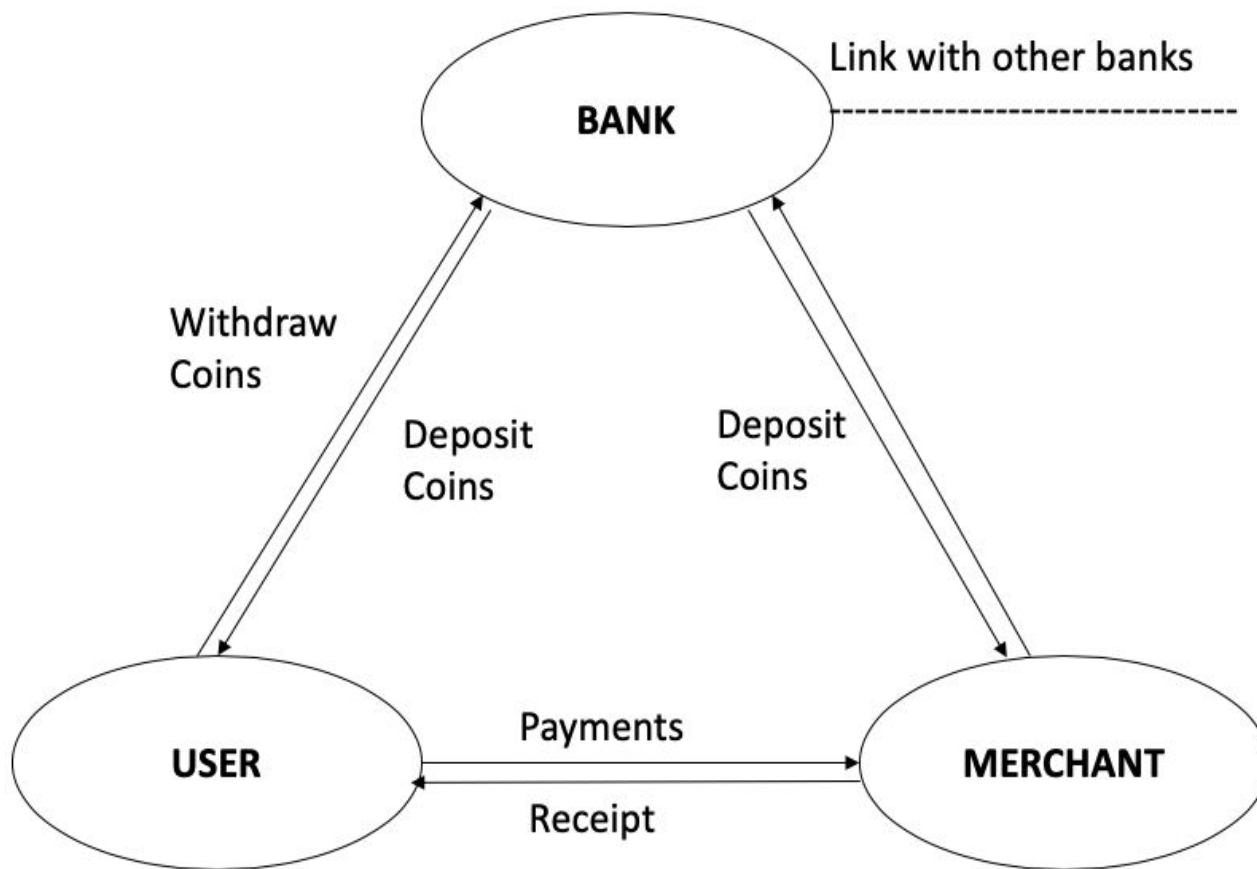 Link with other banks
BANK
Withdraw
Coins
Deposit
Coins
Deposit
Coins
Payments
USER
MERCHANT
Receipt